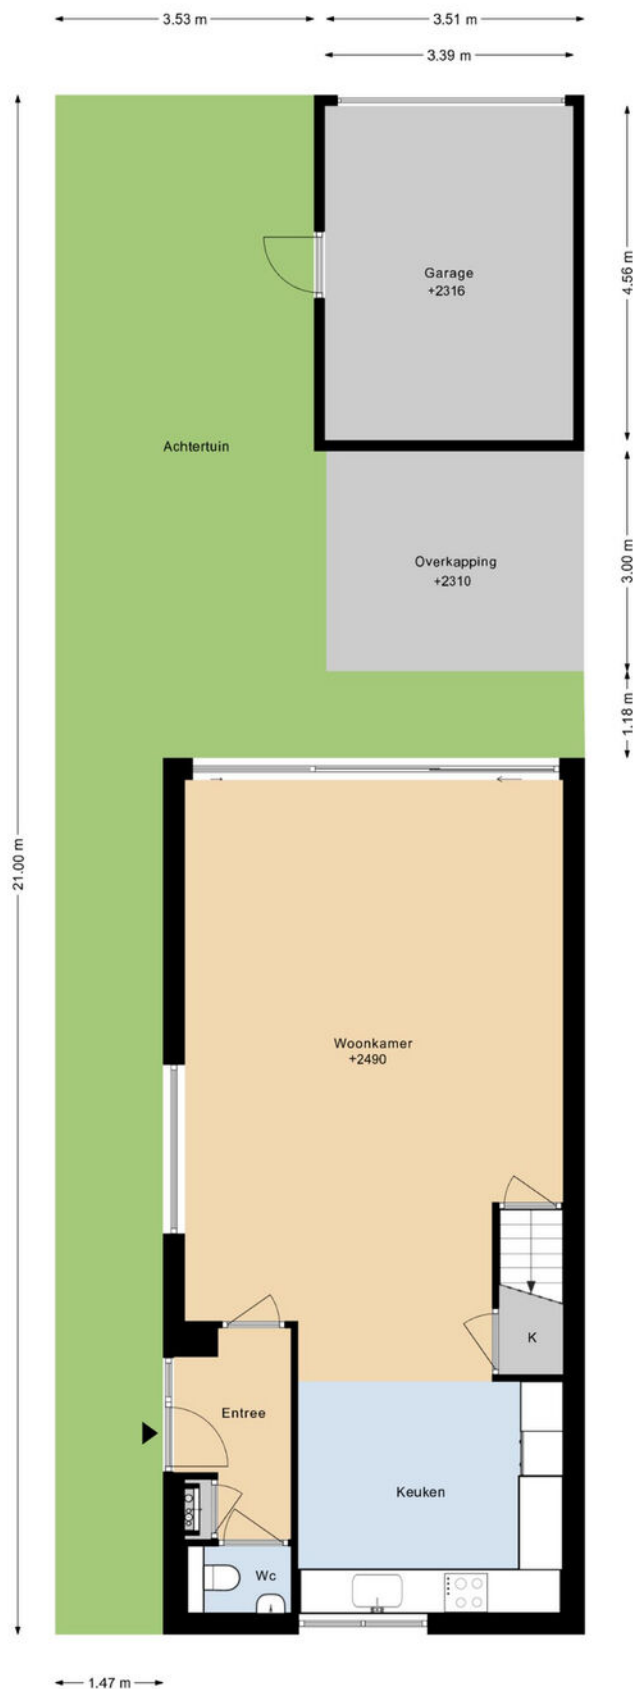 3.53 m
3.51 m
3.39 m
4.56 m
Garage
+2316
Achtertuin
Overkapping
+2310
3.00 m
1.18 m
21.00 m
Woonkamer
+2490
K
Entree
Keuken
Wc
1.47 m